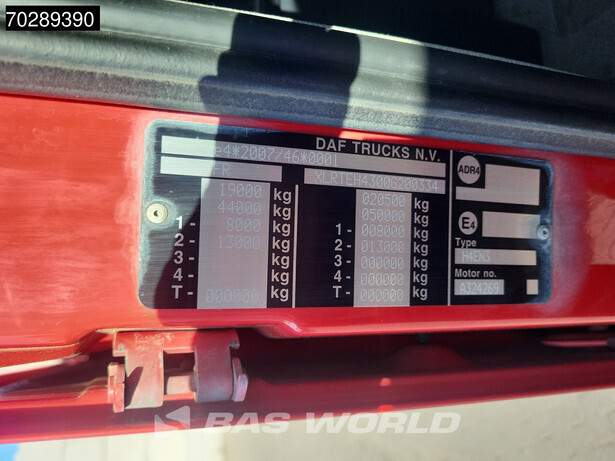 70289390
DAF TRUCKS N.V.
e4*2007/46*0001
FR XLRTEH4300G200334
19000 kg 020500 kg
44000 kg 050000 kg
1- 8000 kg 1- 008000 kg
2- 13000 kg 2- 013000 kg
3- kg 3- 000000 kg
4- kg 4- 000000 kg
T- 000000 kg T- 000000 kg
ADR4
E4
Type
H4EN3
Motor no.
A324269
BAS WORLD